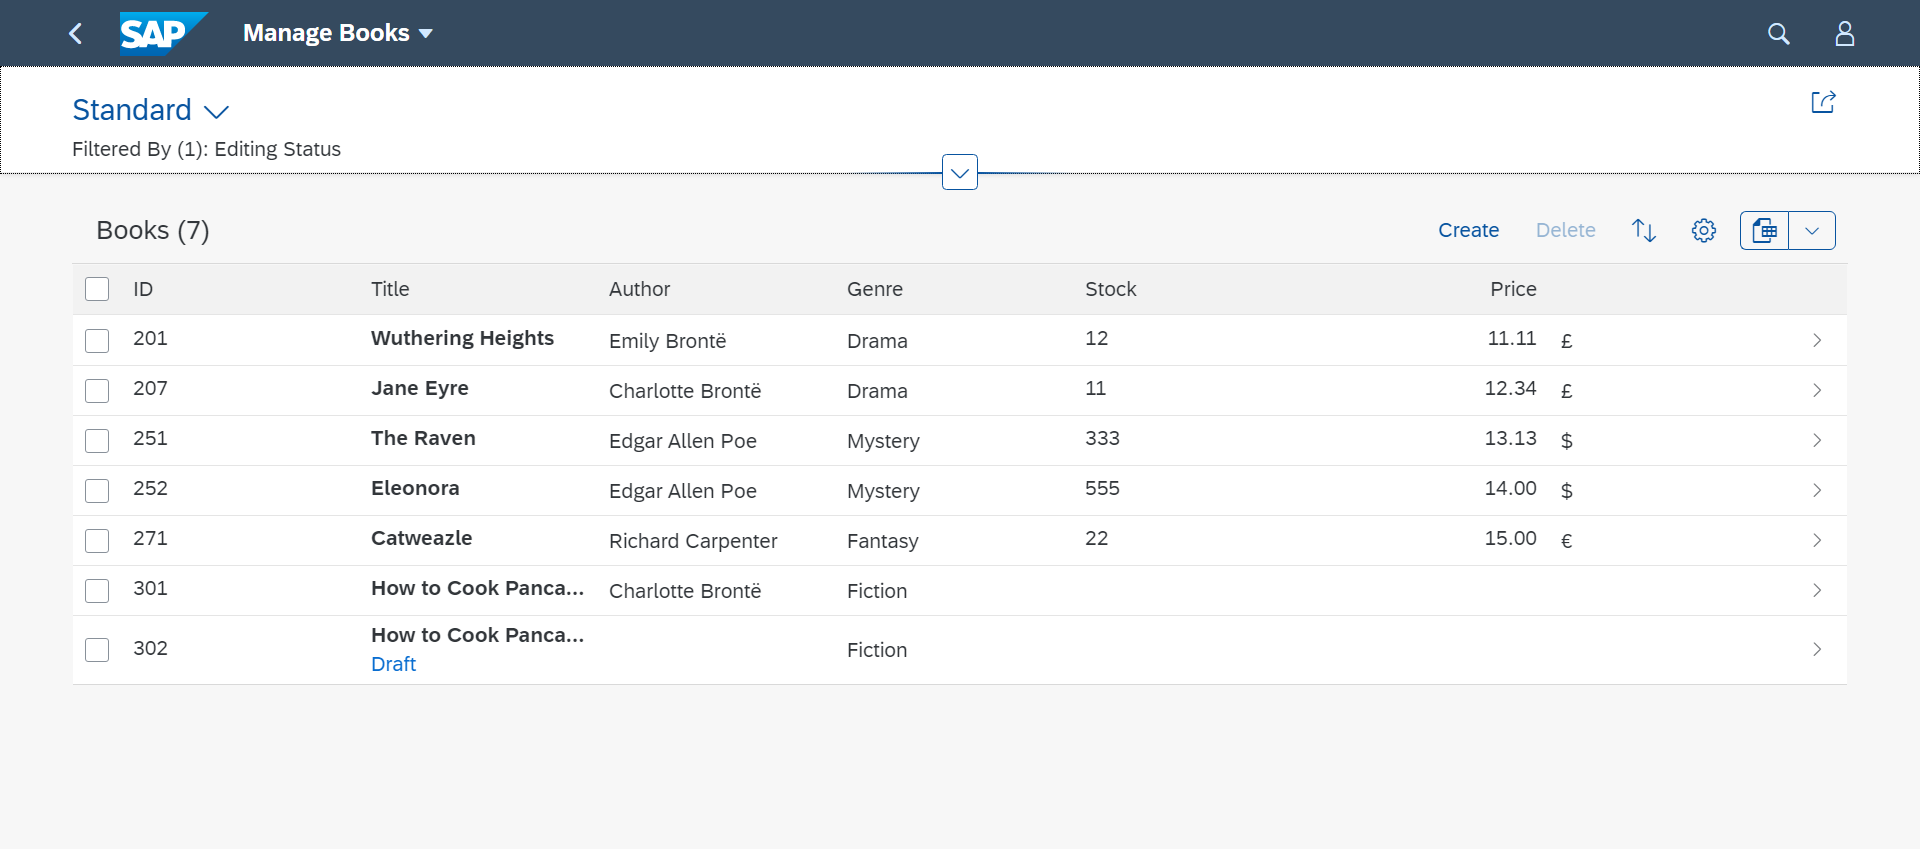 SAP Manage Books
Standard
Filtered By (1): Editing Status
Books (7) Create Delete
ID Title Author Genre Stock Price
201 Wuthering Heights Emily Brontë Drama 12 11.11 £
207 Jane Eyre Charlotte Brontë Drama 11 12.34 £
251 The Raven Edgar Allen Poe Mystery 333 13.13 $
252 Eleonora Edgar Allen Poe Mystery 555 14.00 $
271 Catweazle Richard Carpenter Fantasy 22 15.00 €
301 How to Cook Panca... Charlotte Brontë Fiction
302 How to Cook Panca... Fiction
Draft